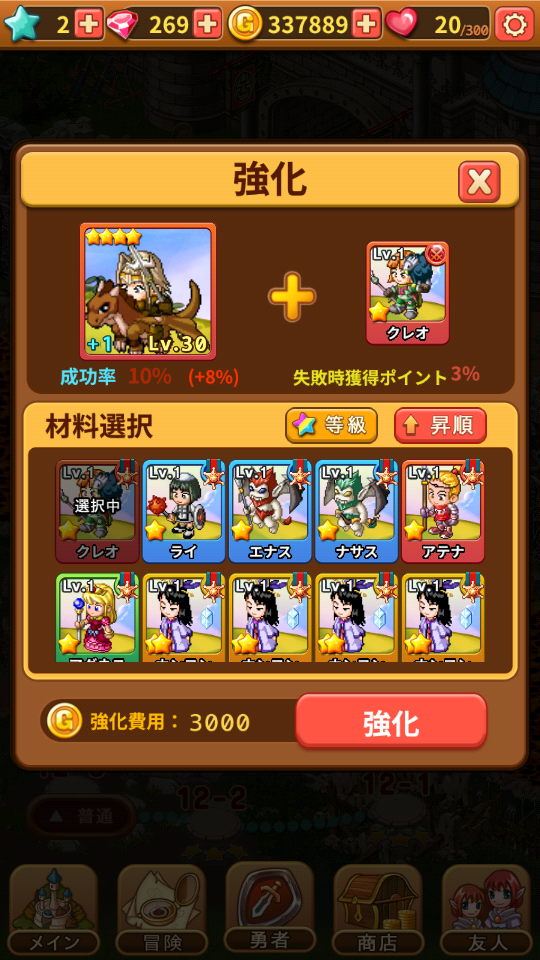 2 269 G 337889 20/300
強化
+1 Lv.30
Lv.1
クレオ
成功率 10% (+8%) 失敗時獲得ポイント 3%
材料選択 等級 昇順
Lv.1 Lv.1 Lv.1 Lv.1 Lv.1
選択中
クレオ ライ エナス ナサス アテナ
Lv.1 Lv.1 Lv.1 Lv.1 Lv.1
G 強化費用: 3000 強化
12-2 12-1
▲ 普通
メイン 冒険 勇者 商店 友人